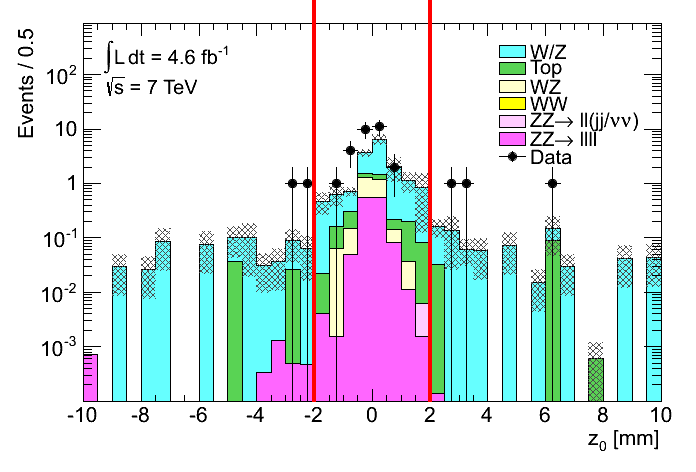 Events / 0.5
∫L dt = 4.6 fb⁻¹
√s = 7 TeV
W/Z
Top
WZ
WW
ZZ→ ll(jj/νν)
ZZ→ llll
Data
10²
10
1
10⁻¹
10⁻²
10⁻³
-10 -8 -6 -4 -2 0 2 4 6 8 10
z₀ [mm]